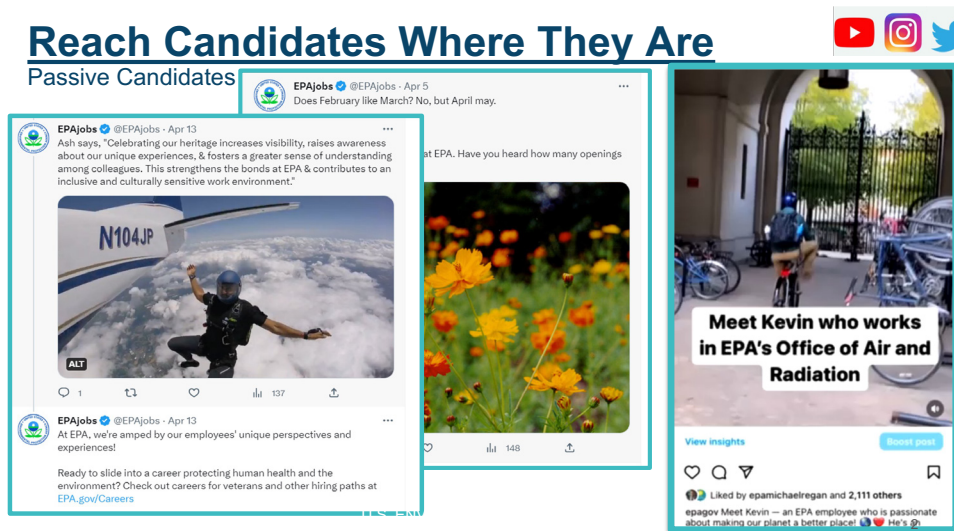 Reach Candidates Where They Are
Passive Candidates
EPAjobs @EPAjobs · Apr 5
Does February like March? No, but April may.
at EPA. Have you heard how many openings
148
EPAjobs @EPAjobs · Apr 13
Ash says, "Celebrating our heritage increases visibility, raises awareness
about our unique experiences, & fosters a greater sense of understanding
among colleagues. This strengthens the bonds at EPA & contributes to an
inclusive and culturally sensitive work environment."
N104JP
ALT
1
137
EPAjobs @EPAjobs · Apr 13
At EPA, we're amped by our employees' unique perspectives and
experiences!
Ready to slide into a career protecting human health and the
environment? Check out careers for veterans and other hiring paths at
EPA.gov/Careers
Meet Kevin who works
in EPA's Office of Air and
Radiation
View insights
Boost post
Liked by epamichaelregan and 2,111 others
epagov Meet Kevin — an EPA employee who is passionate
about making our planet a better place! He's a
U.S.
2